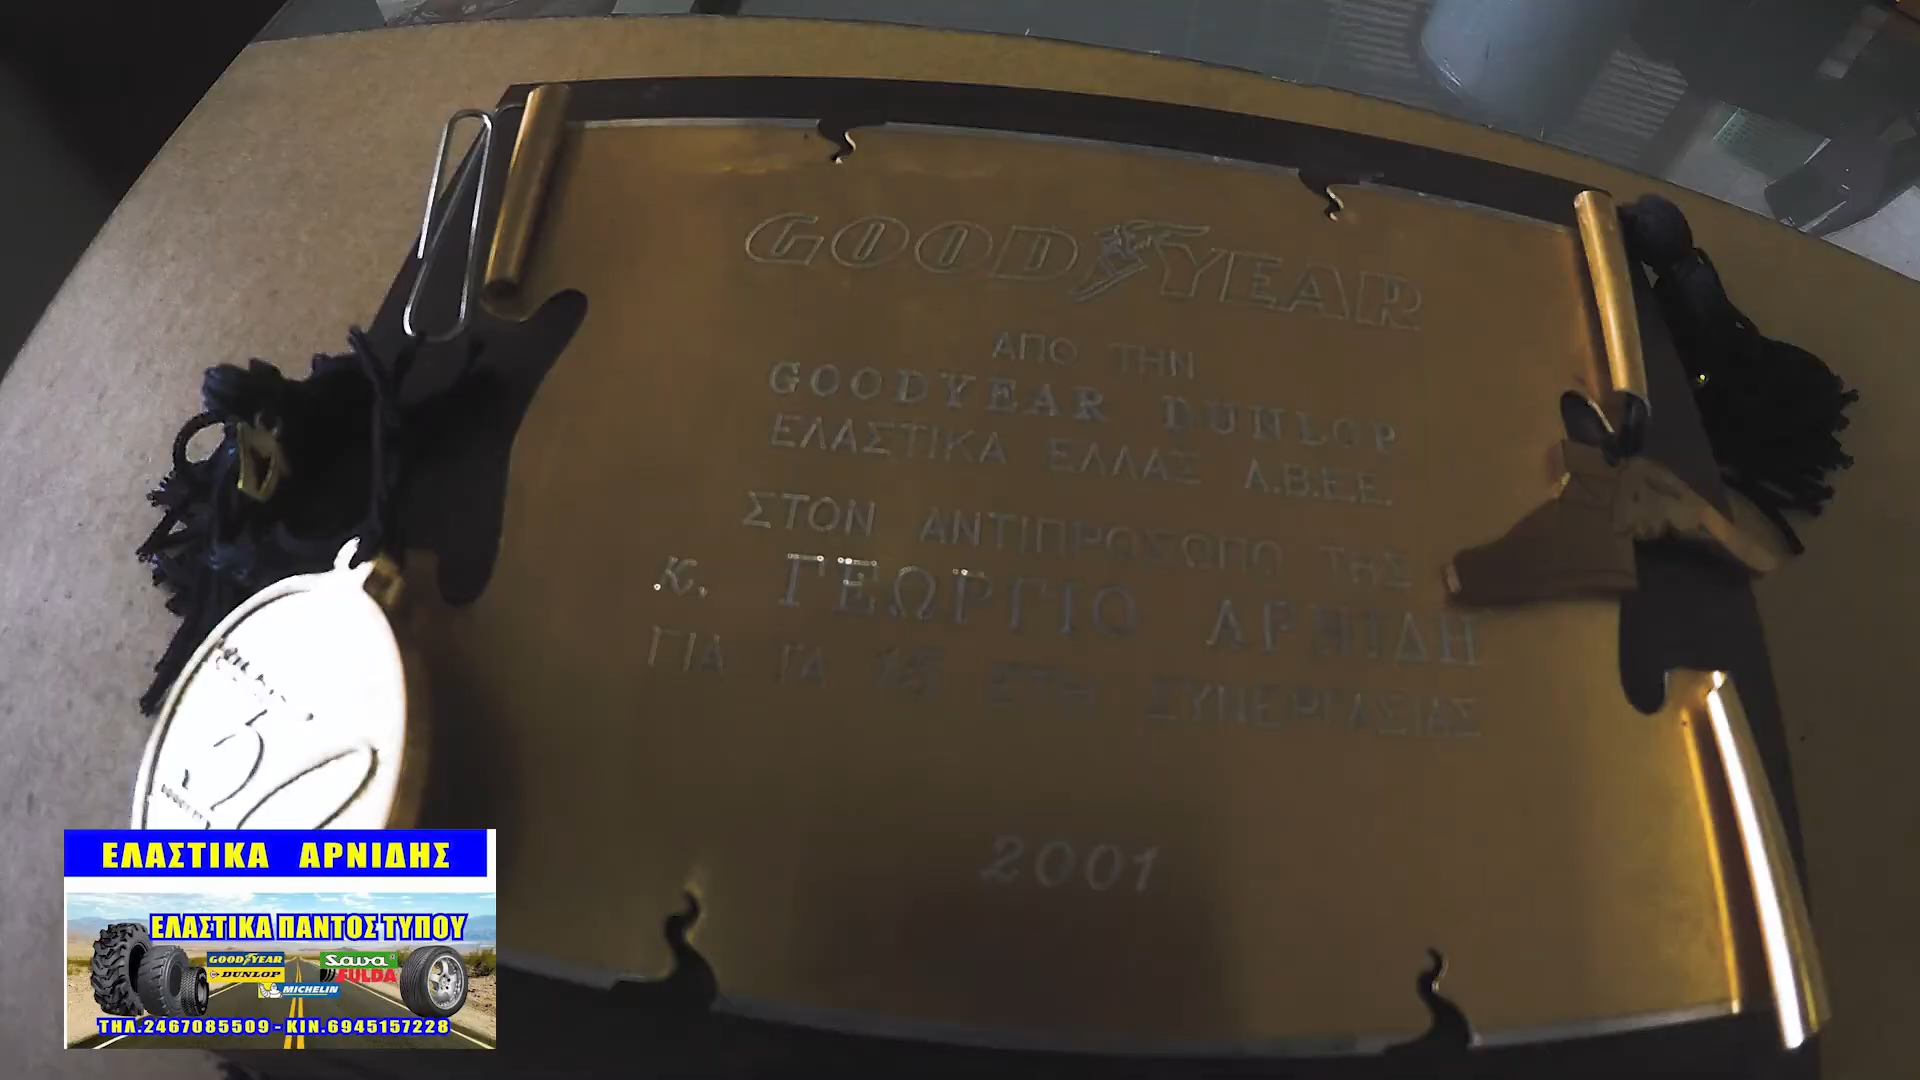 GOODYEAR
ΑΠΟ ΤΗΝ
GOODYEAR DUNLOP
ΕΛΑΣΤΙΚΑ ΕΛΛΑΣ Α.Β.Ε.Ε.
ΣΤΟΝ ΑΝΤΙΠΡΟΣΩΠΟ ΤΗΣ
κ. ΓΕΩΡΓΙΟ ΑΡΝΙΔΗ
ΓΙΑ ΤΑ ΕΤΗ ΣΥΝΕΡΓΑΣΙΑΣ
2001
50
ΕΛΑΣΤΙΚΑ ΑΡΝΙΔΗΣ
ΕΛΑΣΤΙΚΑ ΠΑΝΤΟΣ ΤΥΠΟΥ
GOODYEAR
DUNLOP
Sava
FULDA
MICHELIN
ΤΗΛ.2467085509 - ΚΙΝ.6945157228